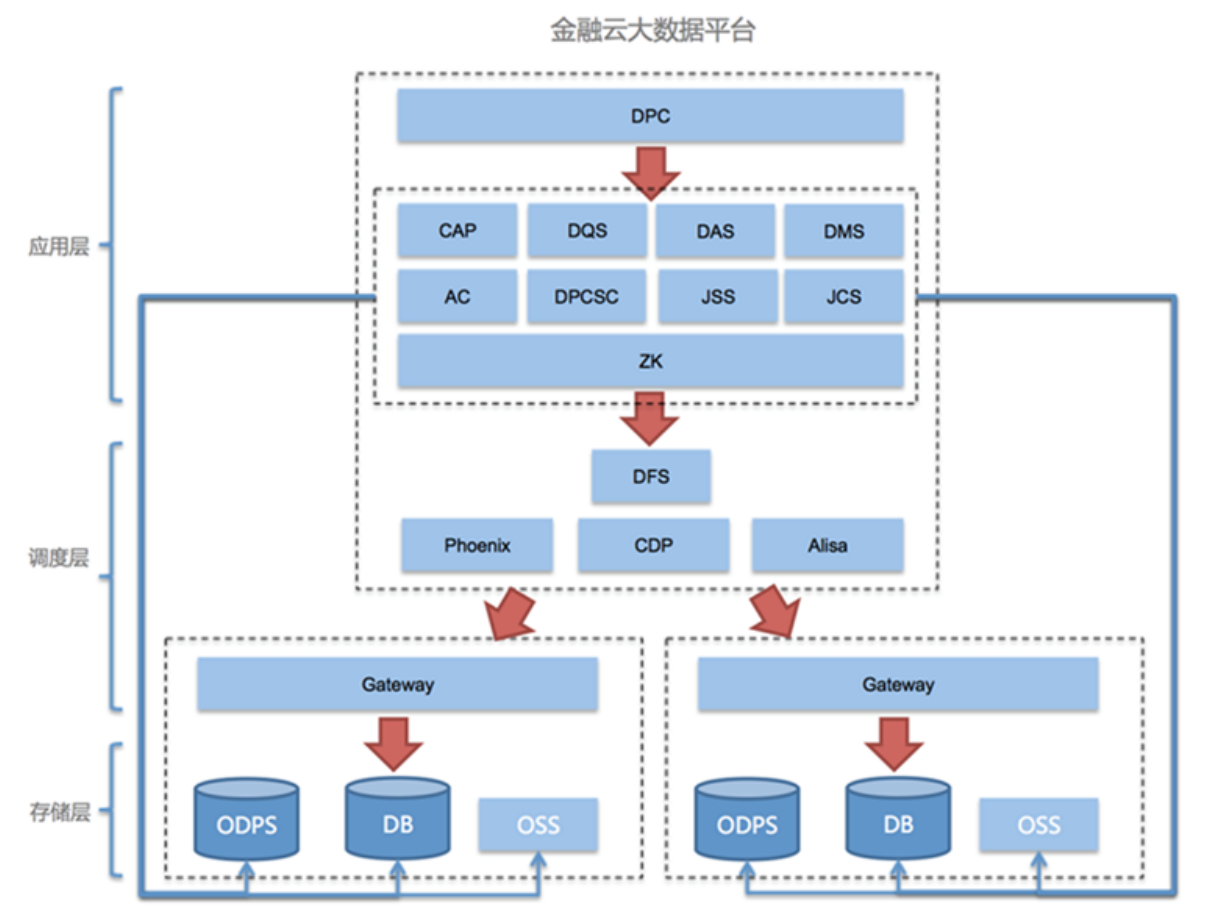 金融云大数据平台
DPC
应用层
CAP DQS DAS DMS
AC DPCSC JSS JCS
ZK
调度层
DFS
Phoenix CDP Alisa
Gateway Gateway
存储层
ODPS DB OSS ODPS DB OSS